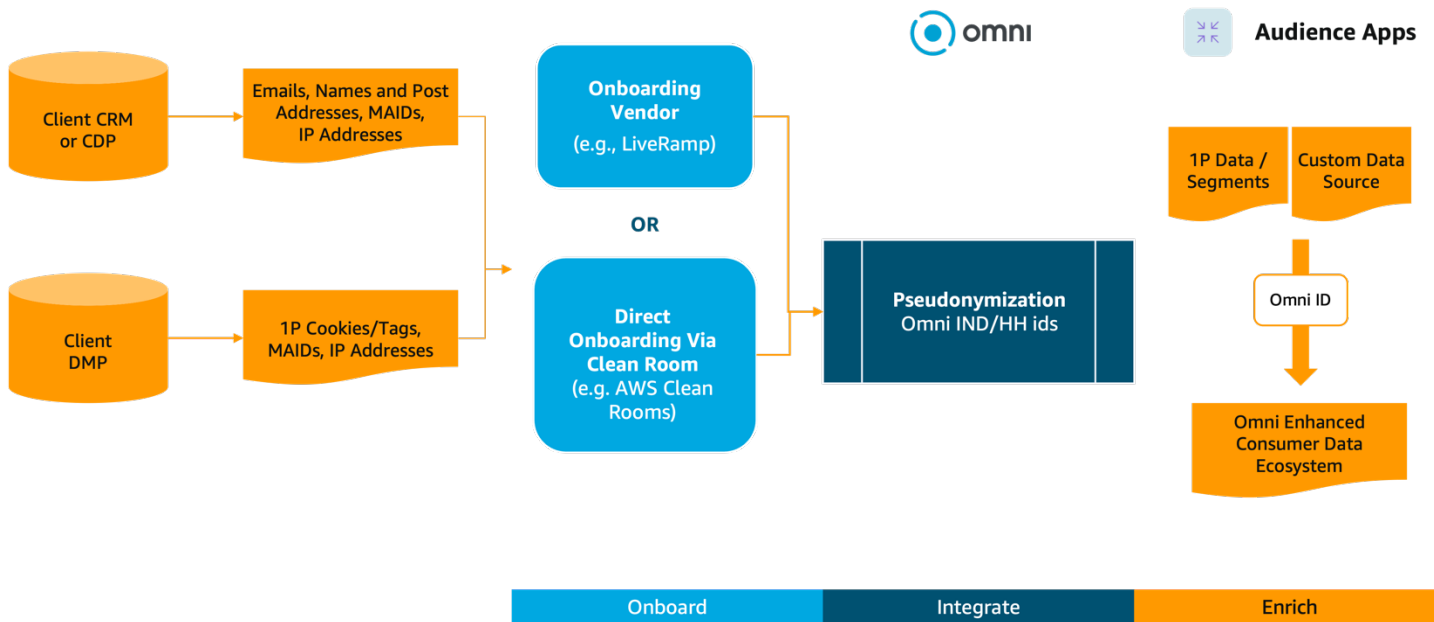 omni
Audience Apps
Client CRM
or CDP
Emails, Names and Post
Addresses, MAIDs,
IP Addresses
Onboarding
Vendor
(e.g., LiveRamp)
OR
Client
DMP
1P Cookies/Tags,
MAIDs, IP Addresses
Direct
Onboarding Via
Clean Room
(e.g. AWS Clean
Rooms)
Pseudonymization
Omni IND/HH ids
1P Data /
Segments
Custom Data
Source
Omni ID
Omni Enhanced
Consumer Data
Ecosystem
Onboard
Integrate
Enrich